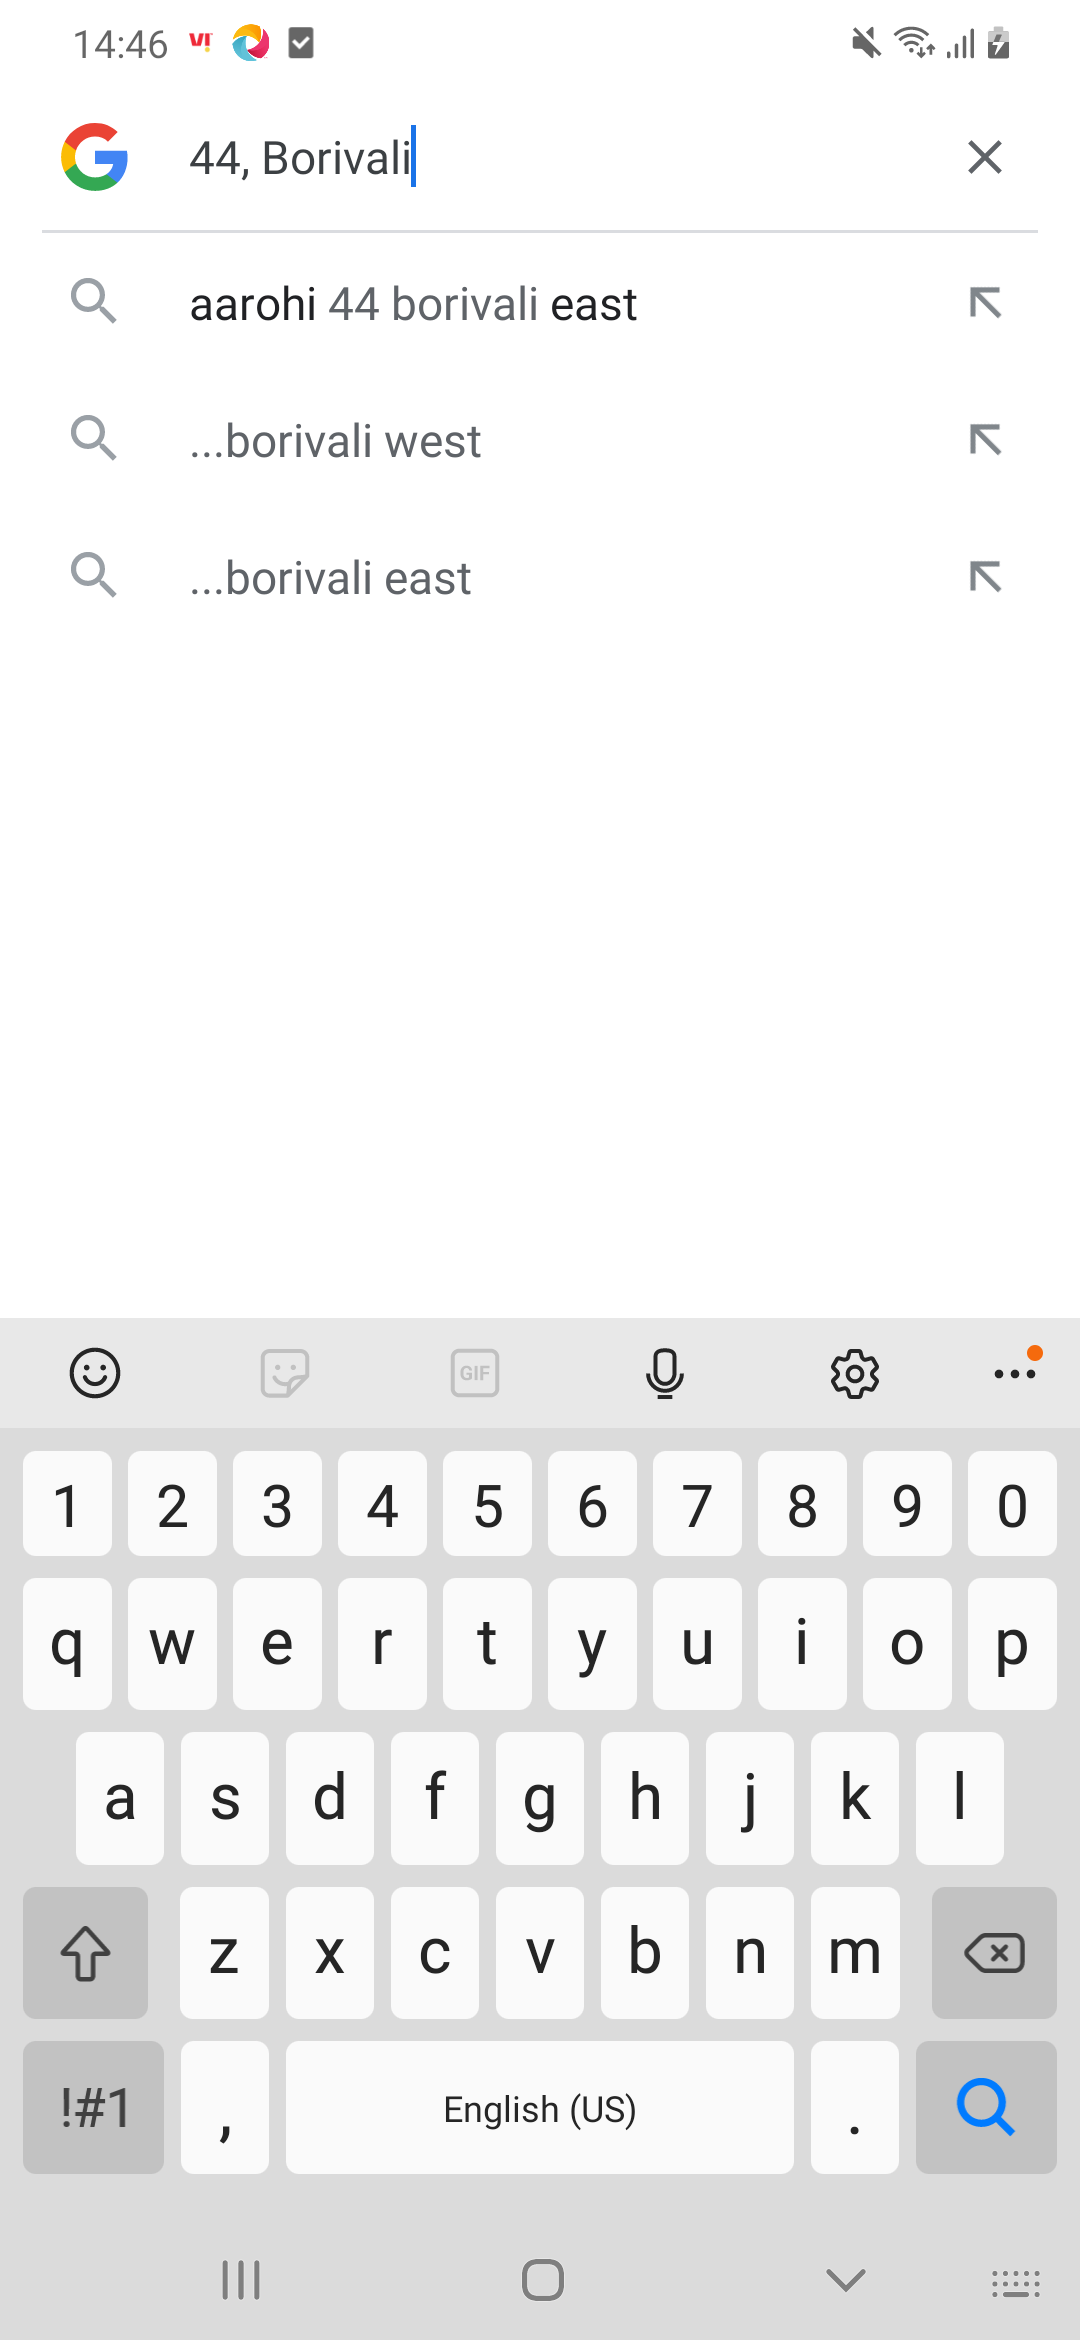 14:46 VI!
44, Borivali
aarohi 44 borivali east
...borivali west
...borivali east
GIF
1 2 3 4 5 6 7 8 9 0
q w e r t y u i o p
a s d f g h j k l
z x c v b n m
!#1 , English (US) .